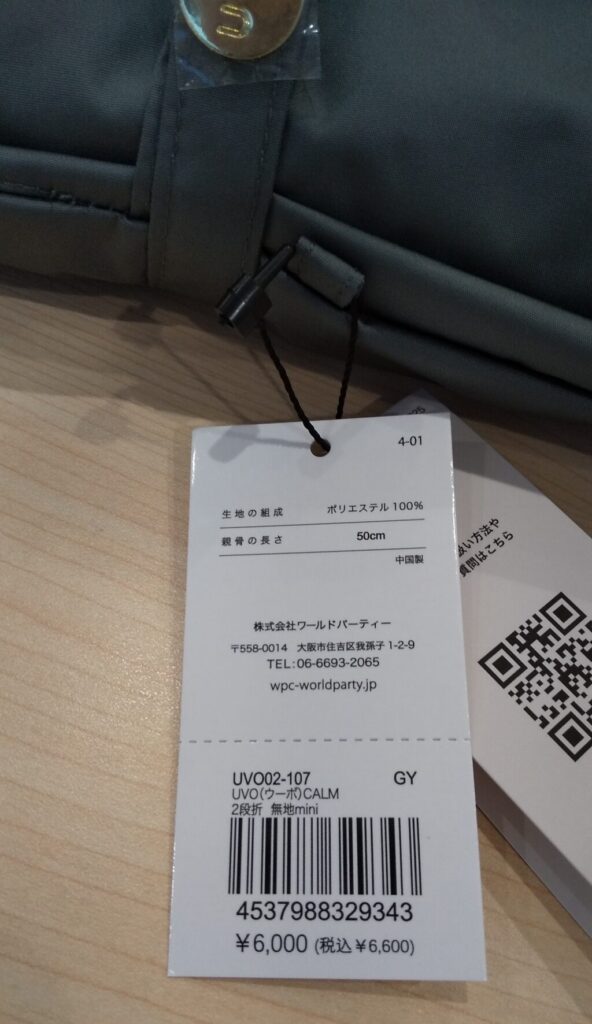 U
4-01
生地の組成 ポリエステル100%
親骨の長さ 50cm
中国製
株式会社ワールドパーティー
〒558-0014 大阪市住吉区我孫子1-2-9
TEL:06-6693-2065
wpc-worldparty.jp
UVO02-107 GY
UVO(ウーボ)CALM
2段折 無地mini
4537988329343
¥6,000 (税込¥6,600)
扱い方法や
質問はこちら